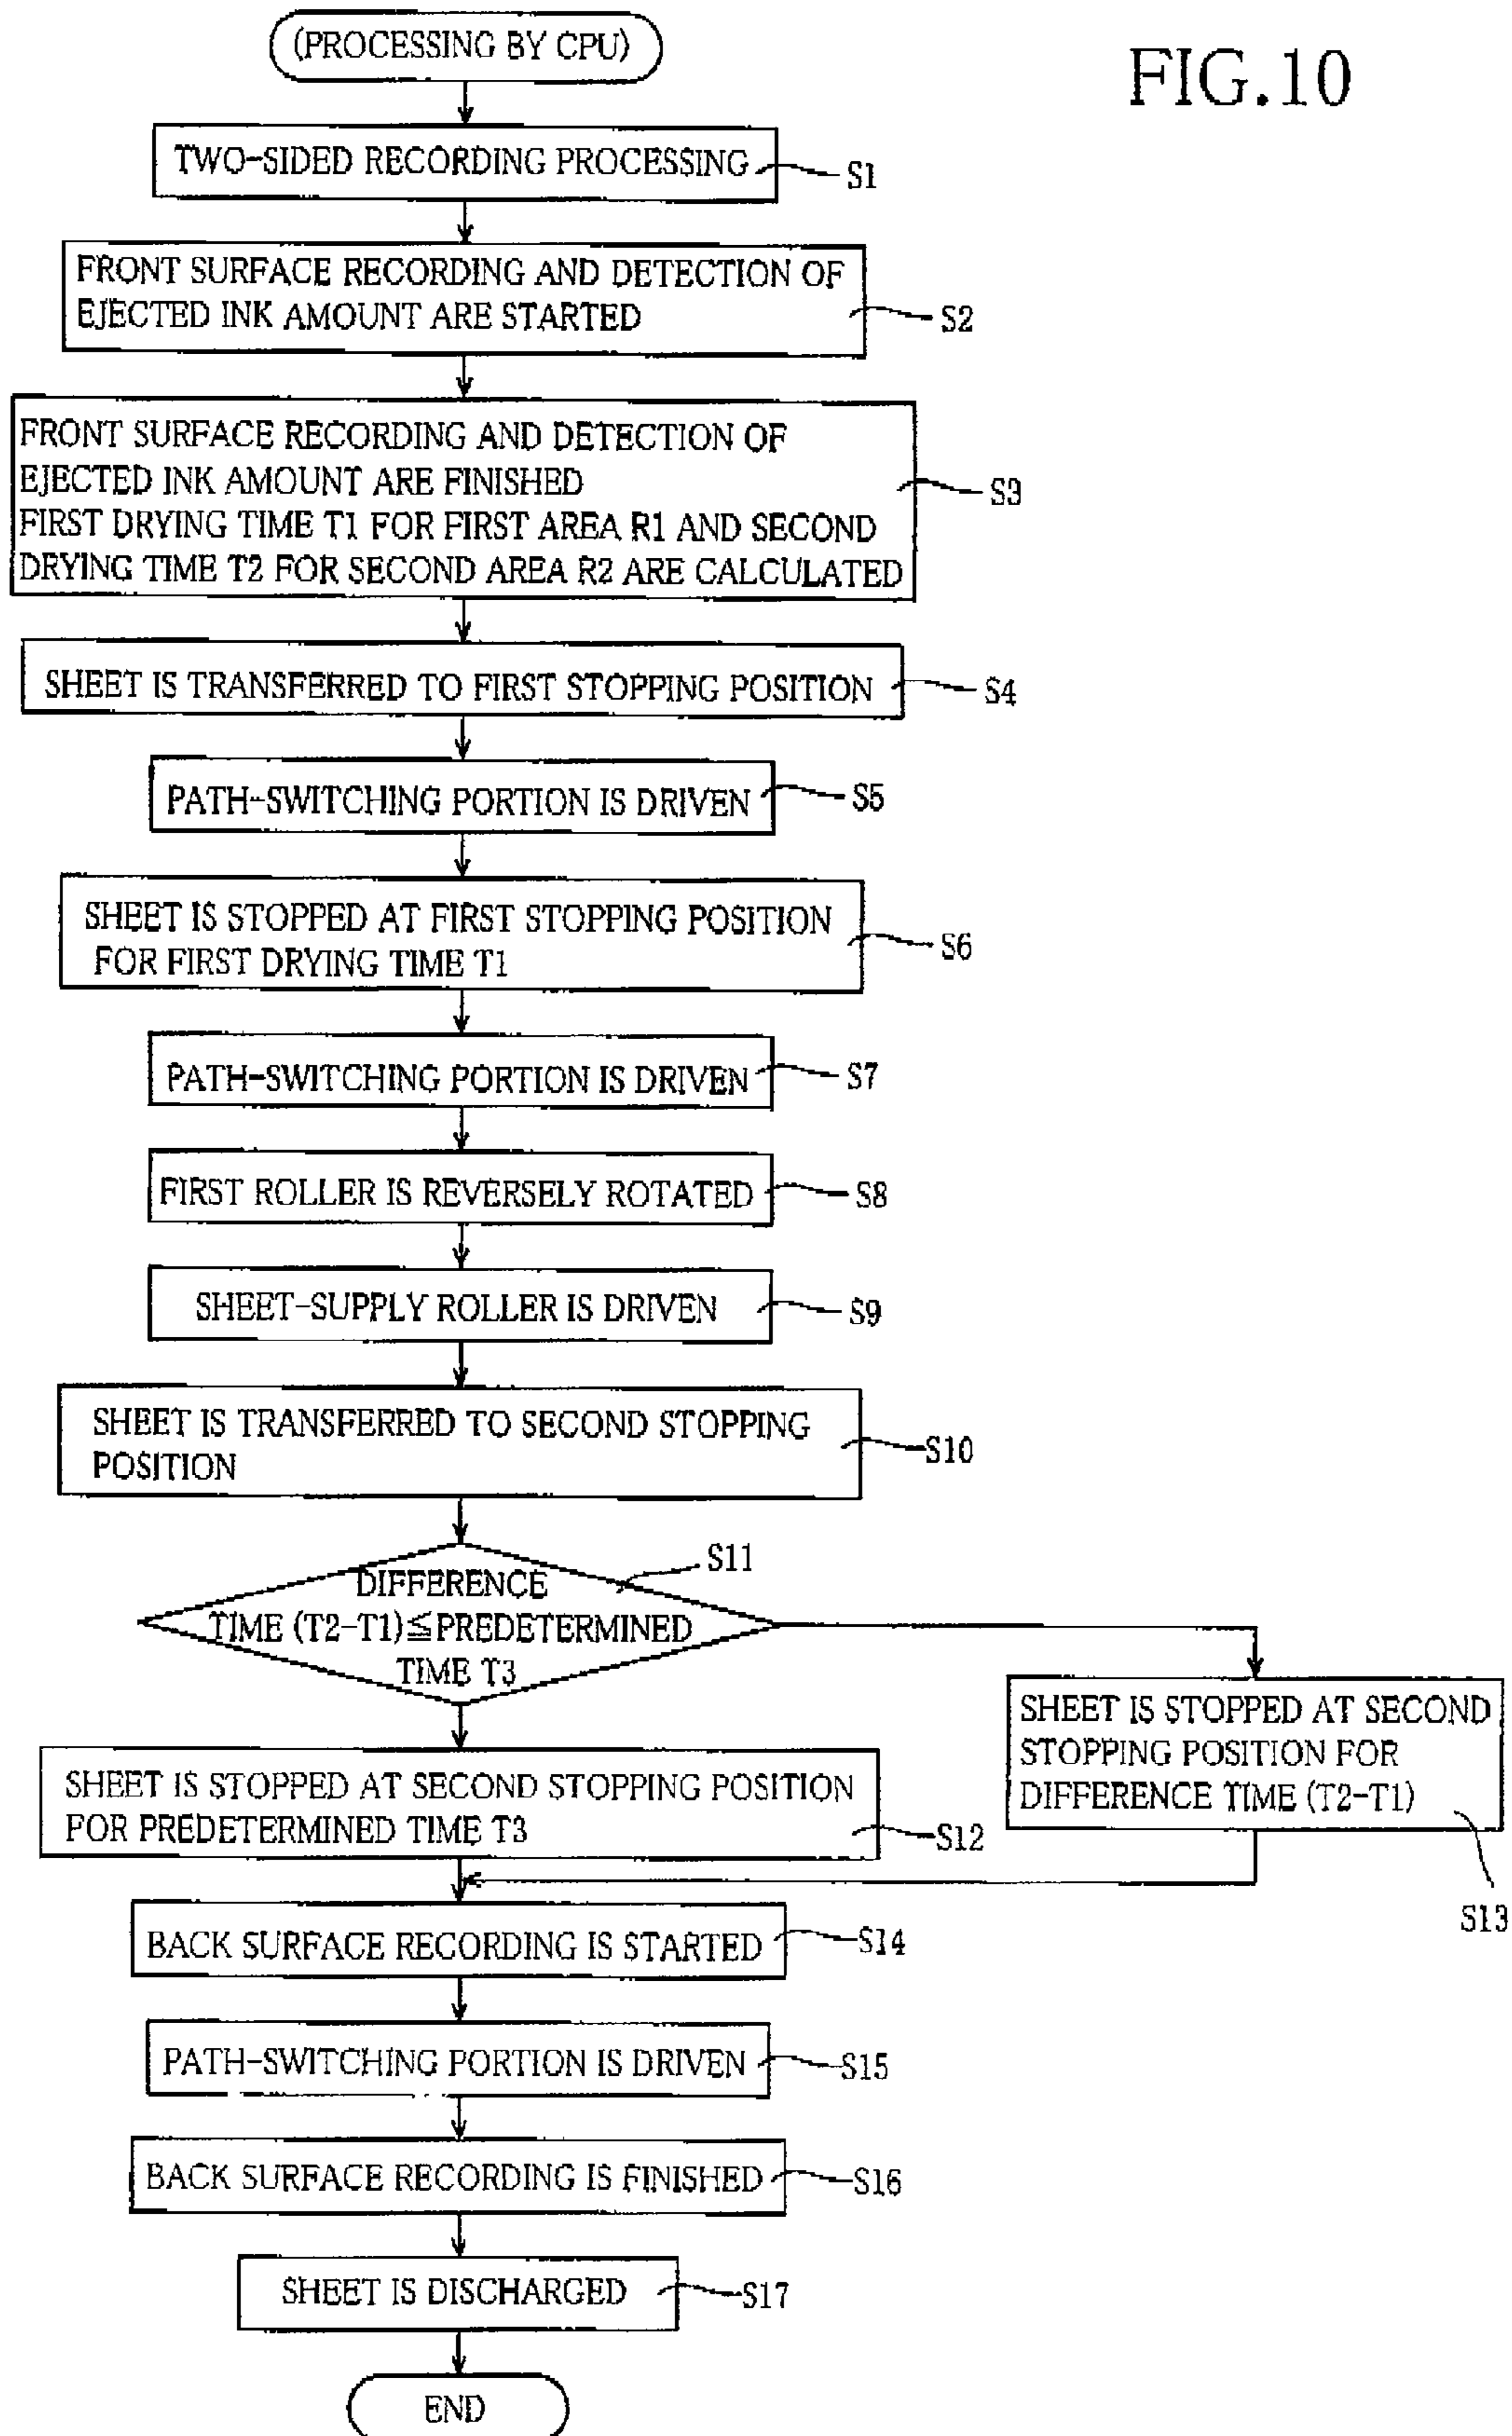 FIG.10
(PROCESSING BY CPU)
TWO-SIDED RECORDING PROCESSING
S1
FRONT SURFACE RECORDING AND DETECTION OF
EJECTED INK AMOUNT ARE STARTED
S2
FRONT SURFACE RECORDING AND DETECTION OF
EJECTED INK AMOUNT ARE FINISHED
FIRST DRYING TIME T1 FOR FIRST AREA R1 AND SECOND
DRYING TIME T2 FOR SECOND AREA R2 ARE CALCULATED
S3
SHEET IS TRANSFERRED TO FIRST STOPPING POSITION
S4
PATH-SWITCHING PORTION IS DRIVEN
S5
SHEET IS STOPPED AT FIRST STOPPING POSITION
FOR FIRST DRYING TIME T1
S6
PATH-SWITCHING PORTION IS DRIVEN
S7
FIRST ROLLER IS REVERSELY ROTATED
S8
SHEET-SUPPLY ROLLER IS DRIVEN
S9
SHEET IS TRANSFERRED TO SECOND STOPPING
POSITION
S10
S11
DIFFERENCE
TIME (T2-T1)≦PREDETERMINED
TIME T3
SHEET IS STOPPED AT SECOND
STOPPING POSITION FOR
DIFFERENCE TIME (T2-T1)
S13
SHEET IS STOPPED AT SECOND STOPPING POSITION
FOR PREDETERMINED TIME T3
S12
BACK SURFACE RECORDING IS STARTED
S14
PATH-SWITCHING PORTION IS DRIVEN
S15
BACK SURFACE RECORDING IS FINISHED
S16
SHEET IS DISCHARGED
S17
END